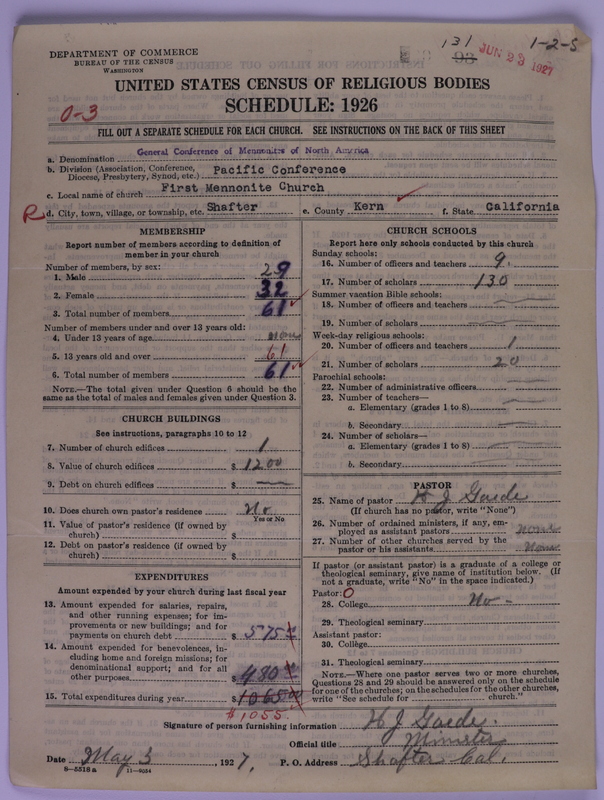 131 1-2-5
93 JUN 23 1927
DEPARTMENT OF COMMERCE
BUREAU OF THE CENSUS
WASHINGTON
UNITED STATES CENSUS OF RELIGIOUS BODIES
SCHEDULE: 1926
0-3
FILL OUT A SEPARATE SCHEDULE FOR EACH CHURCH. SEE INSTRUCTIONS ON THE BACK OF THIS SHEET
a. Denomination General Conference of Mennonites of North America
b. Division (Association, Conference,
Diocese, Presbytery, Synod, etc.) Pacific Conference
c. Local name of church First Mennonite Church
R d. City, town, village, or township, etc. Shafter e. County Kern f. State California
MEMBERSHIP
Report number of members according to definition of
member in your church
Number of members, by sex:
1. Male 29
2. Female 32
3. Total number of members 61
Number of members under and over 13 years old:
4. Under 13 years of age none
5. 13 years old and over 61
6. Total number of members 61
NOTE.—The total given under Question 6 should be the
same as the total of males and females given under Question 3.
CHURCH BUILDINGS
See instructions, paragraphs 10 to 12
7. Number of church edifices 1
8. Value of church edifices $ 1200
9. Debt on church edifices $ —
10. Does church own pastor's residence No
Yes or No
11. Value of pastor's residence (if owned by
church) $
12. Debt on pastor's residence (if owned by
church) $
EXPENDITURES
Amount expended by your church during last fiscal year
13. Amount expended for salaries, repairs,
and other running expenses; for im-
provements or new buildings; and for
payments on church debt $ 575
14. Amount expended for benevolences, in-
cluding home and foreign missions; for
denominational support; and for all
other purposes $ 480
15. Total expenditures during year $ 1065 00
$1055.
CHURCH SCHOOLS
Report here only schools conducted by this church
Sunday schools:
16. Number of officers and teachers 9
17. Number of scholars 130
Summer vacation Bible schools:
18. Number of officers and teachers
19. Number of scholars
Week-day religious schools:
20. Number of officers and teachers 1
21. Number of scholars 20
Parochial schools:
22. Number of administrative officers
23. Number of teachers—
a. Elementary (grades 1 to 8)
b. Secondary
24. Number of scholars—
a. Elementary (grades 1 to 8)
b. Secondary
PASTOR
25. Name of pastor H J Gaede
(If church has no pastor, write "None")
26. Number of ordained ministers, if any, em-
ployed as assistant pastors None
27. Number of other churches served by the
pastor or his assistants None
If pastor (or assistant pastor) is a graduate of a college or
theological seminary, give name of institution below. (If
not a graduate, write "No" in the space indicated.)
Pastor: O
28. College No -
29. Theological seminary
Assistant pastor:
30. College
31. Theological seminary
NOTE.—Where one pastor serves two or more churches,
Questions 28 and 29 should be answered only on the schedule
for one of the churches; on the schedules for the other churches,
write "See schedule for church."
Signature of person furnishing information H J Gaede.
Official title Minister
Date May 3, 1927. P. O. Address Shafter Cal.
8—5518a 11—9034